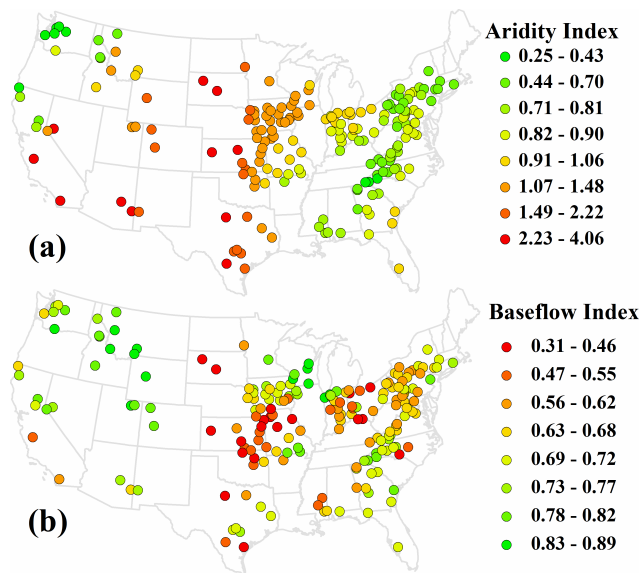 Aridity Index
0.25 - 0.43
0.44 - 0.70
0.71 - 0.81
0.82 - 0.90
0.91 - 1.06
1.07 - 1.48
1.49 - 2.22
2.23 - 4.06
(a)
Baseflow Index
0.31 - 0.46
0.47 - 0.55
0.56 - 0.62
0.63 - 0.68
0.69 - 0.72
0.73 - 0.77
0.78 - 0.82
0.83 - 0.89
(b)